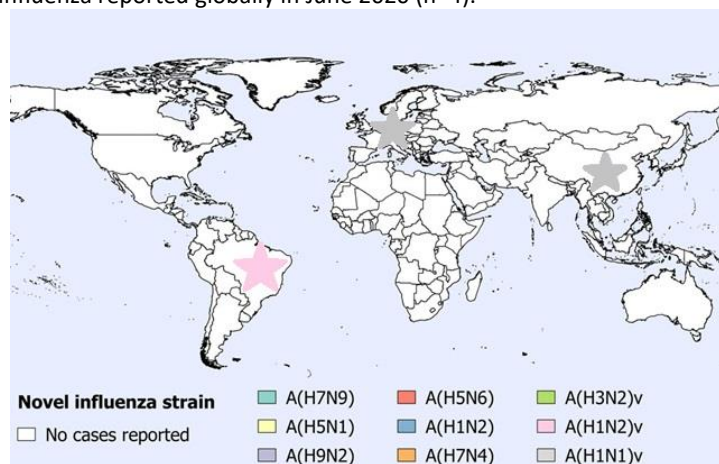 influenza reported globally in June 2020 (n=4).
Novel influenza strain
No cases reported
A(H7N9)
A(H5N1)
A(H9N2)
A(H5N6)
A(H1N2)
A(H7N4)
A(H3N2)v
A(H1N2)v
A(H1N1)v